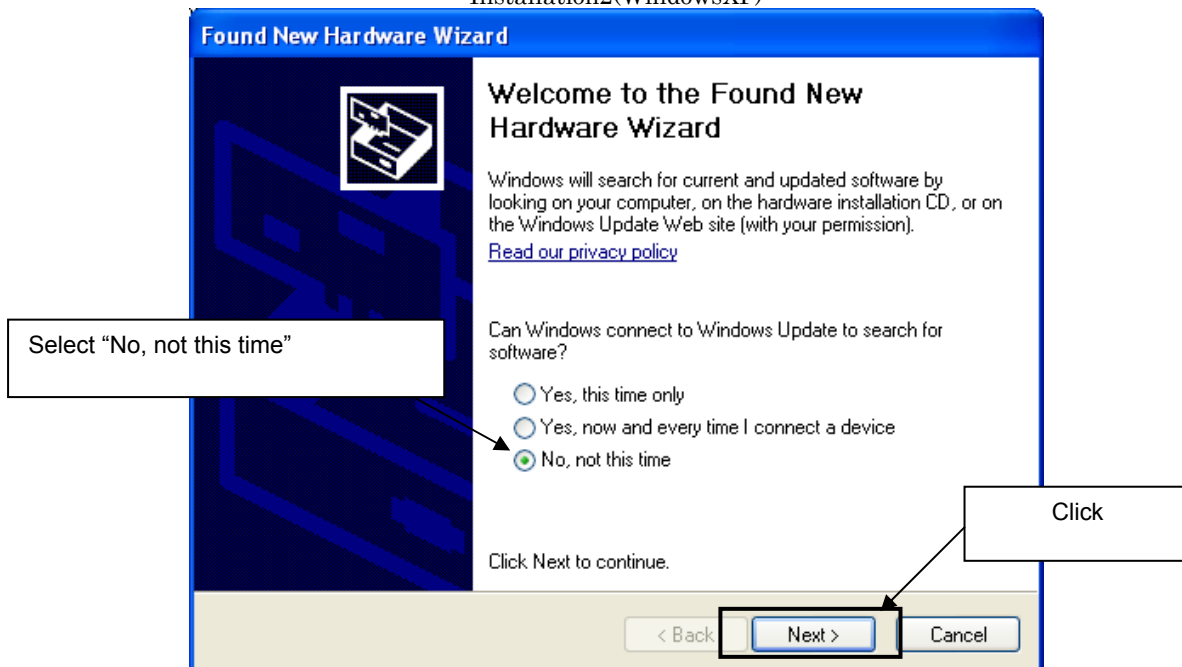 Installation2(WindowsXP)
Found New Hardware Wizard
Welcome to the Found New
Hardware Wizard
Windows will search for current and updated software by
looking on your computer, on the hardware installation CD, or on
the Windows Update Web site (with your permission).
Read our privacy policy
Can Windows connect to Windows Update to search for
software?
Select “No, not this time”
Yes, this time only
Yes, now and every time I connect a device
No, not this time
Click
Click Next to continue.
< Back
Next >
Cancel